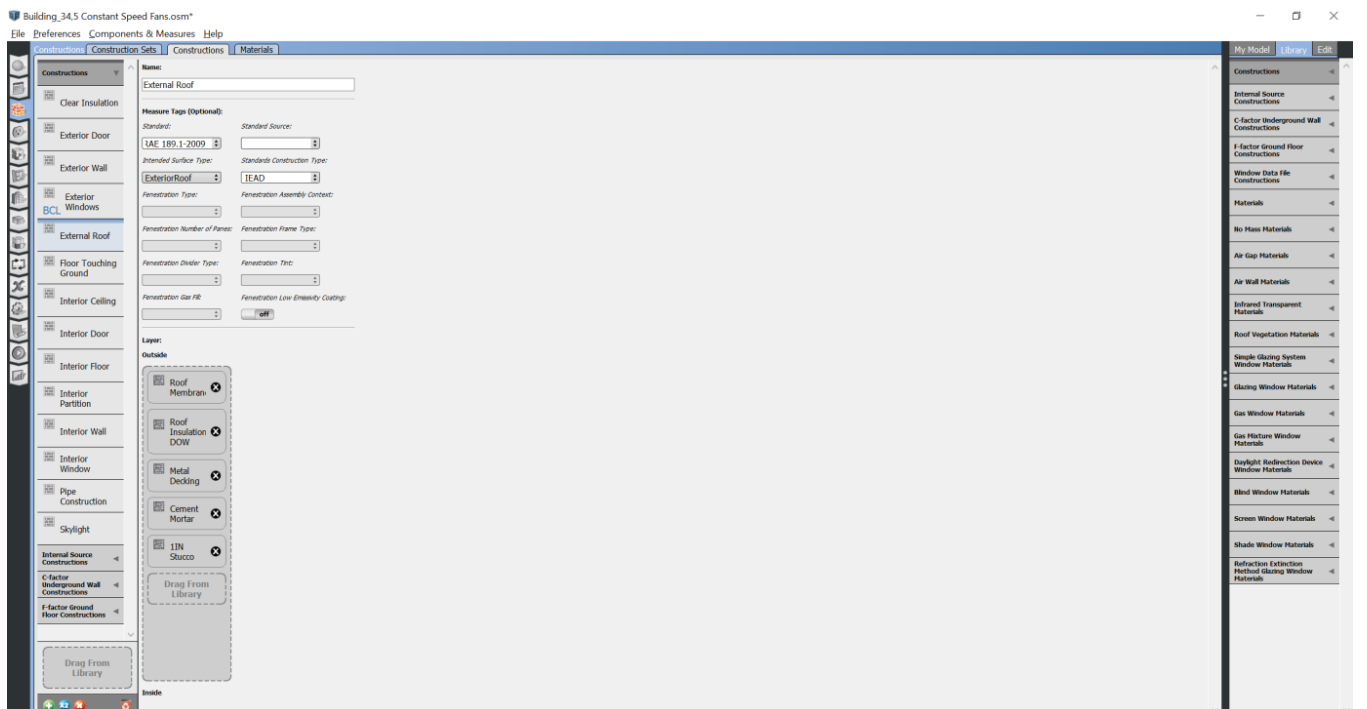 Building_34,5 Constant Speed Fans.osm*
File Preferences Components & Measures Help
Constructions Construction Sets Constructions Materials
My Model Library Edit
Constructions
Clear Insulation
Exterior Door
Exterior Wall
Exterior
BCL Windows
External Roof
Floor Touching
Ground
Interior Ceiling
Interior Door
Interior Floor
Interior
Partition
Interior Wall
Interior
Window
Pipe
Construction
Skylight
Internal Source
Constructions
C-factor
Underground Wall
Constructions
F-factor Ground
Floor Constructions
Drag From
Library
Name:
External Roof
Measure Tags (Optional):
Standard: Standard Source:
RAE 189.1-2009
Intended Surface Type: Standards Construction Type:
ExteriorRoof IEAD
Fenestration Type: Fenestration Assembly Context:
Fenestration Number of Panes: Fenestration Frame Type:
Fenestration Divider Type: Fenestration Tint:
Fenestration Gas Fill: Fenestration Low Emissivity Coating:
off
Layer:
Outside
Roof
Membran
Roof
Insulation
DOW
Metal
Decking
Cement
Mortar
1IN
Stucco
Drag From
Library
Inside
Constructions
Internal Source
Constructions
C-factor Underground Wall
Constructions
F-factor Ground Floor
Constructions
Window Data File
Constructions
Materials
No Mass Materials
Air Gap Materials
Air Wall Materials
Infrared Transparent
Materials
Roof Vegetation Materials
Simple Glazing System
Window Materials
Glazing Window Materials
Gas Window Materials
Gas Mixture Window
Materials
Daylight Redirection Device
Window Materials
Blind Window Materials
Screen Window Materials
Shade Window Materials
Refraction Extinction
Method Glazing Window
Materials